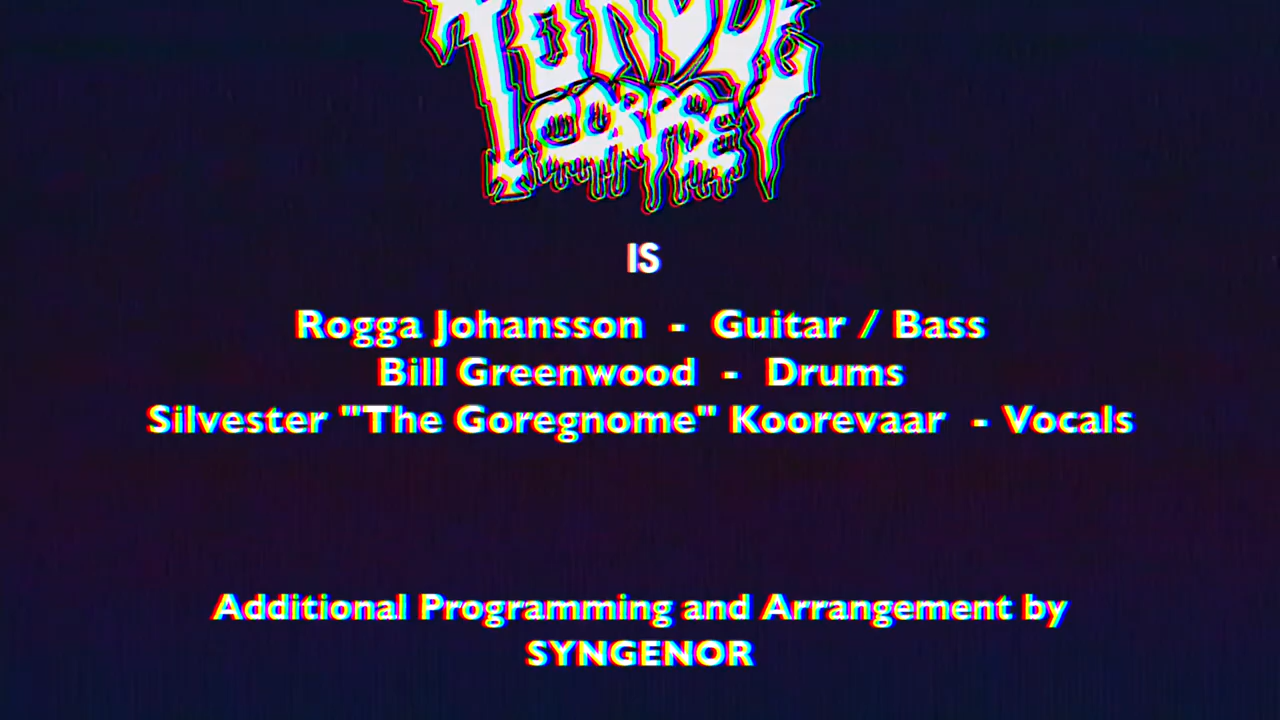 CORPSE
IS
Rogga Johansson - Guitar / Bass
Bill Greenwood - Drums
Silvester "The Goregnome" Koorevaar - Vocals
Additional Programming and Arrangement by
SYNGENOR